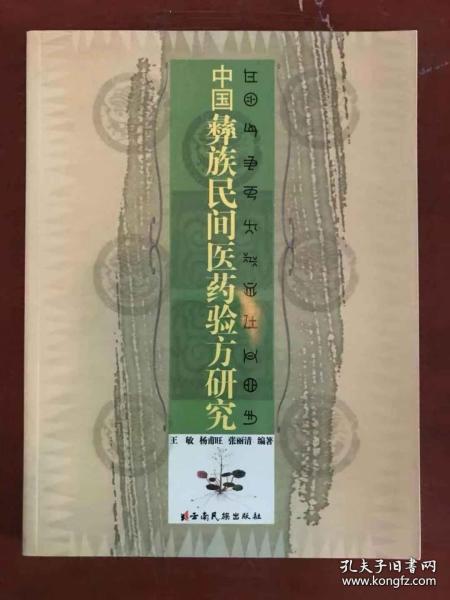 中国彝族民间医药验方研究
王敏 杨甫旺 张丽清 编著
云南民族出版社
孔夫子旧书网
www.kongfz.com